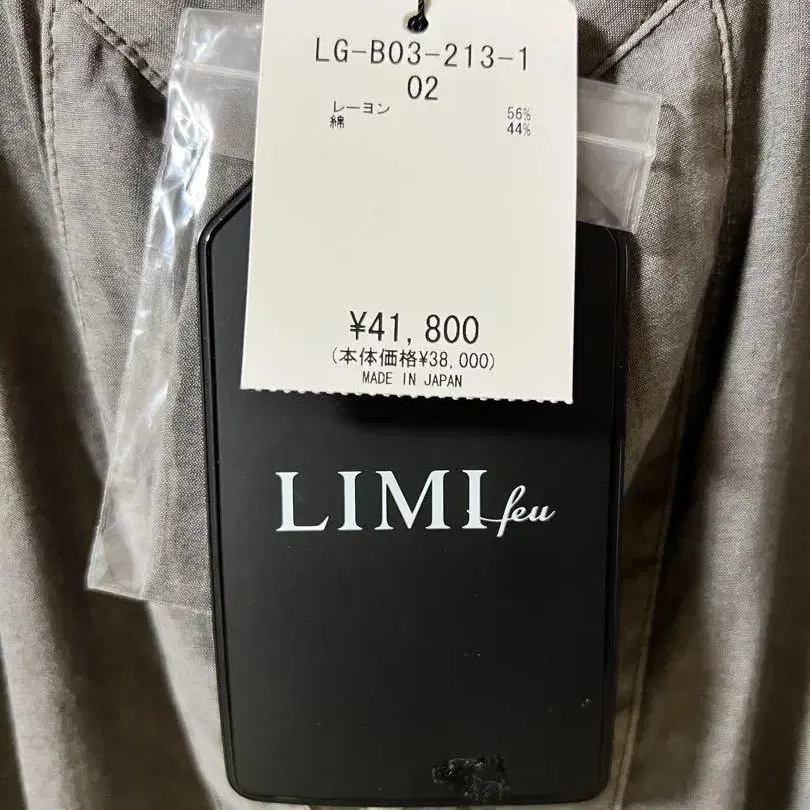 LG-B03-213-1
02
レーヨン 56%
綿 44%
¥41,800
(本体価格¥38,000)
MADE IN JAPAN
LIMI feu